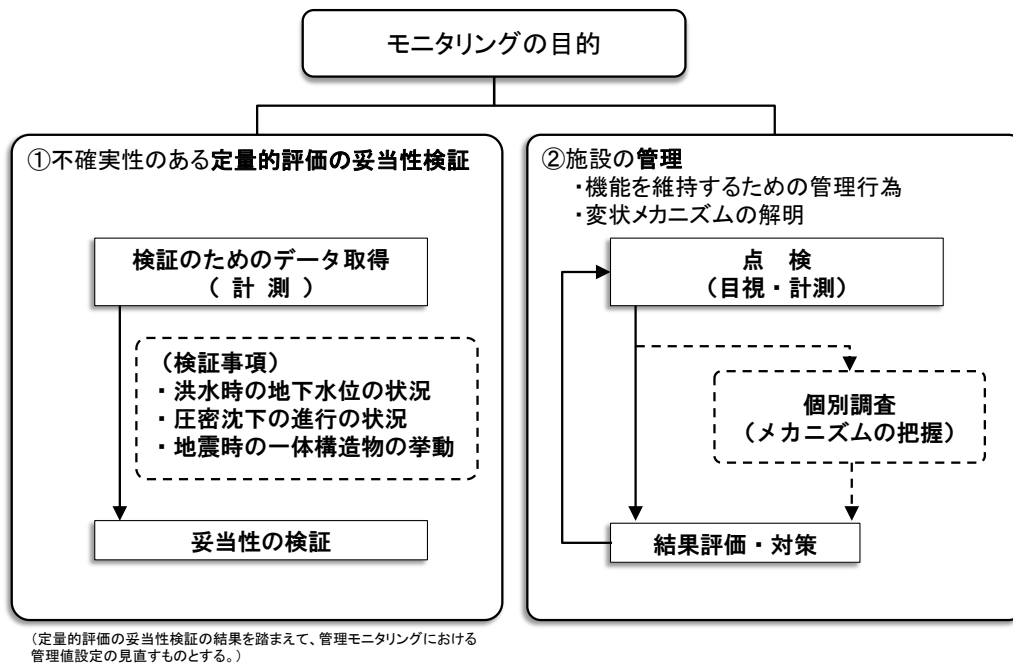 モニタリングの目的
①不確実性のある定量的評価の妥当性検証
検証のためのデータ取得
（ 計 測 ）
（検証事項）
・洪水時の地下水位の状況
・圧密沈下の進行の状況
・地震時の一体構造物の挙動
妥当性の検証
（定量的評価の妥当性検証の結果を踏まえて、管理モニタリングにおける
管理値設定の見直すものとする。）
②施設の管理
・機能を維持するための管理行為
・変状メカニズムの解明
点 検
（目視・計測）
個別調査
（メカニズムの把握）
結果評価・対策